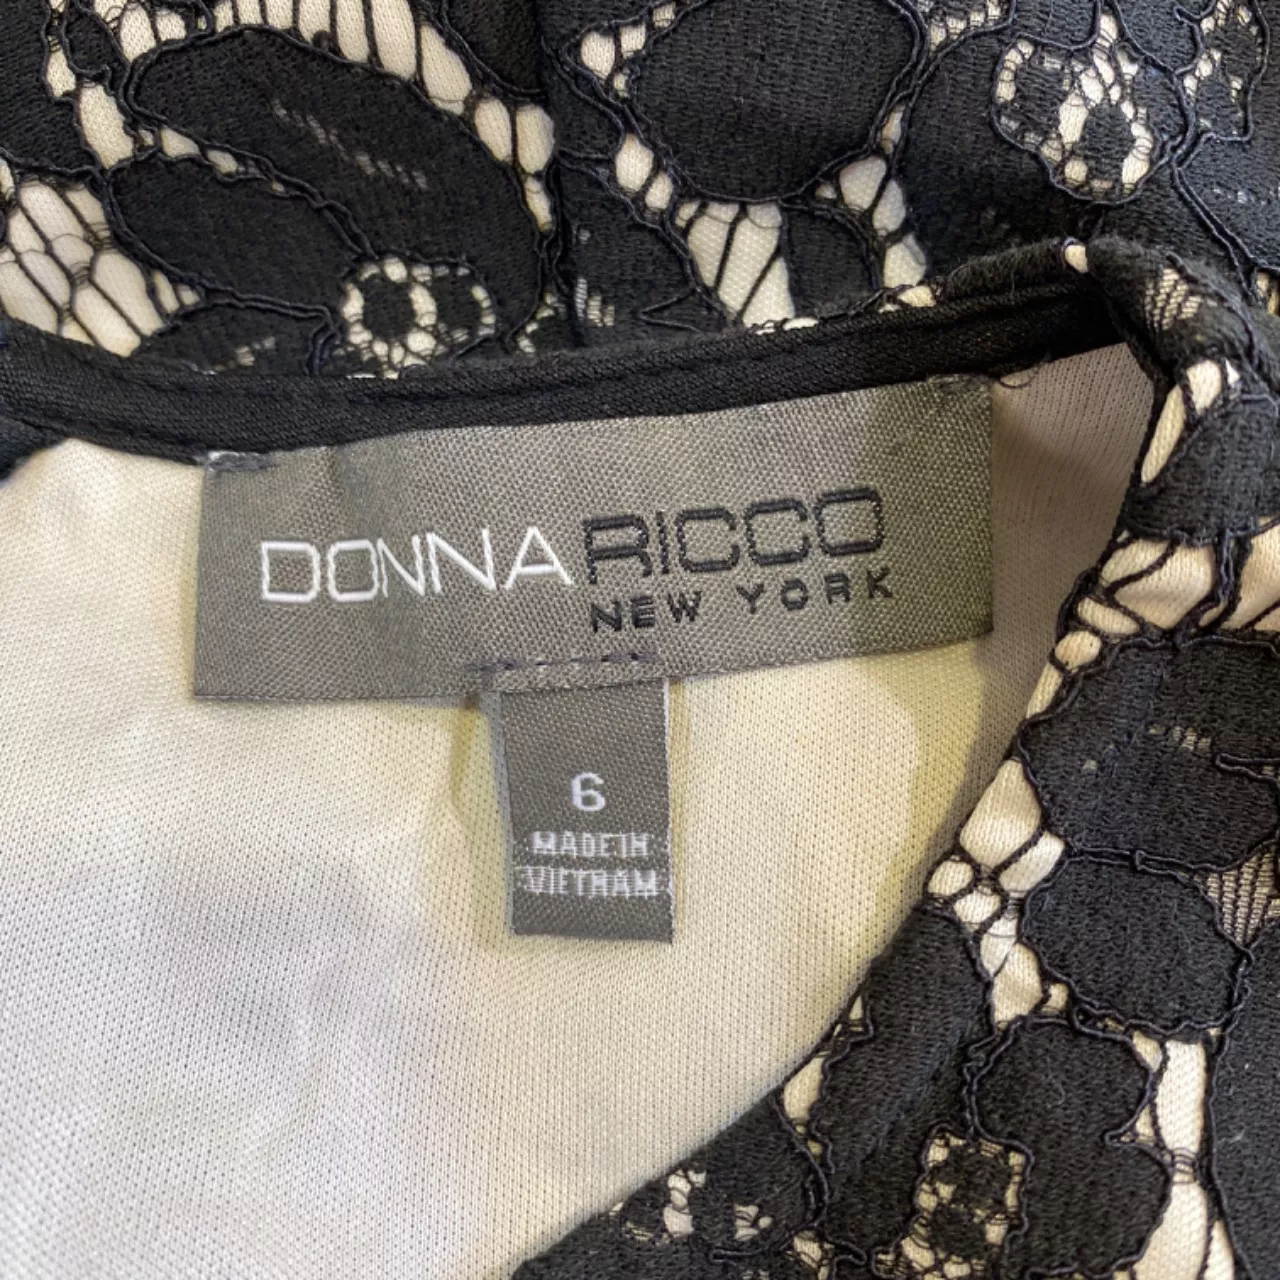 DONNA RICCO
NEW YORK
6
MADE IN
VIETNAM